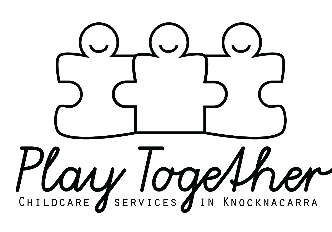 Play Together
CHILDCARE SERVICES IN KNOCKNACARRA